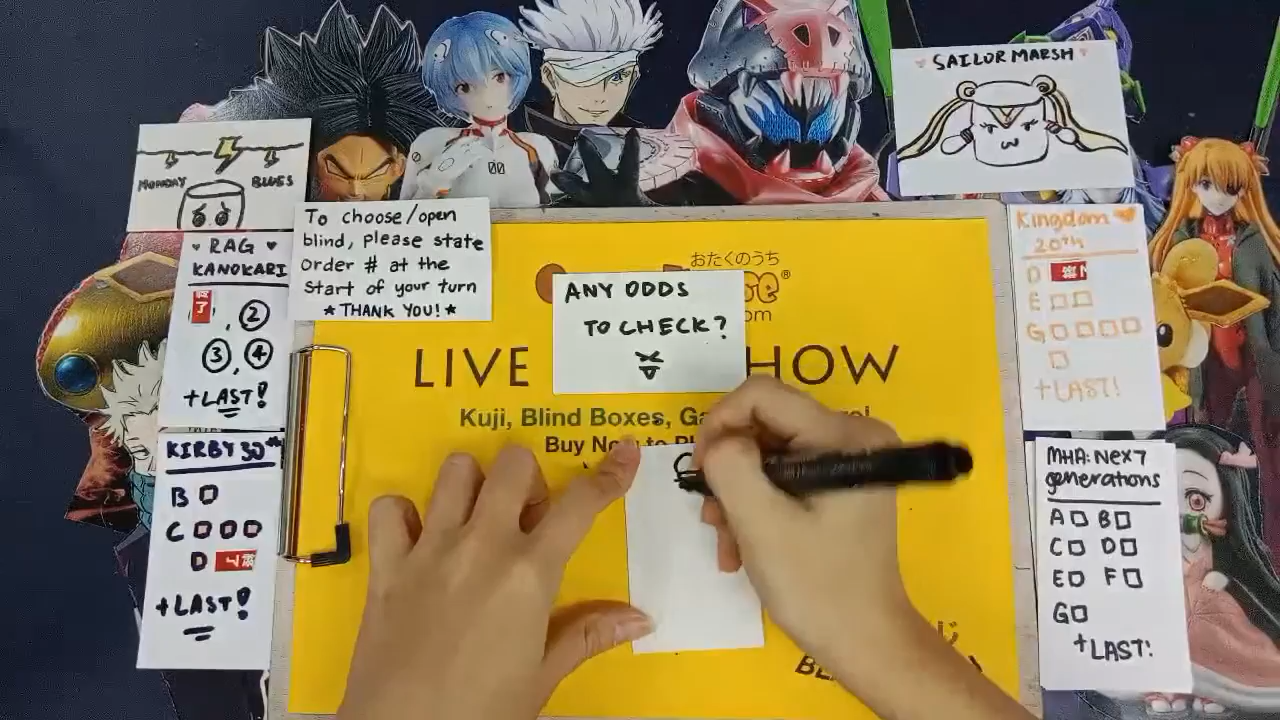 SAILOR MARSH
MONDAY BLUES
To choose/open
blind, please state
Order # at the
Start of your turn
★ THANK YOU! ★
RAG
KANOKARI
, ②
③, ④
+LAST!
KIRBY 30th
B □
C □ □ □
D
+LAST!
おたくのうち
ANY ODDS
TO CHECK?
LIVE HOW
Kuji, Blind Boxes, Ga
Buy Now to
Kingdom
20th
D
E □ □
G □ □ □ □
□
+LAST!
MHA: Next
generations
A □ B □
C □ D □
E □ F □
G □
+LAST!
00